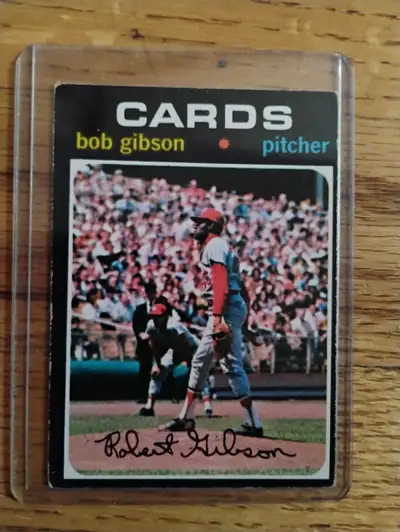 CARDS
bob gibson • pitcher
Robert Gibson